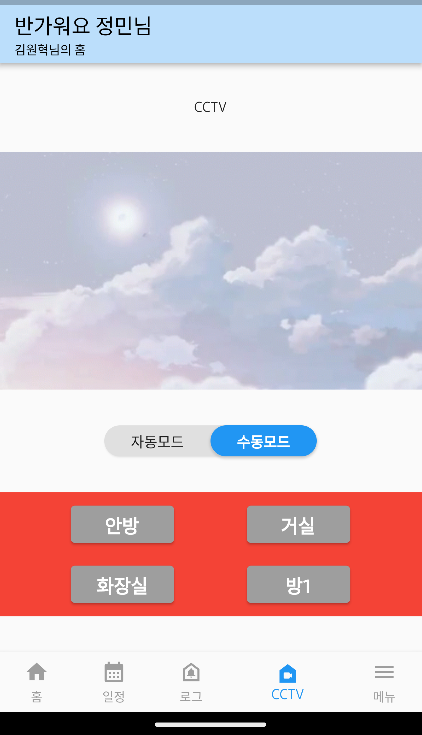 반가워요 정민님
김원혁님의 홈
CCTV
자동모드 수동모드
안방 거실
화장실 방1
홈 일정 로그 CCTV 메뉴